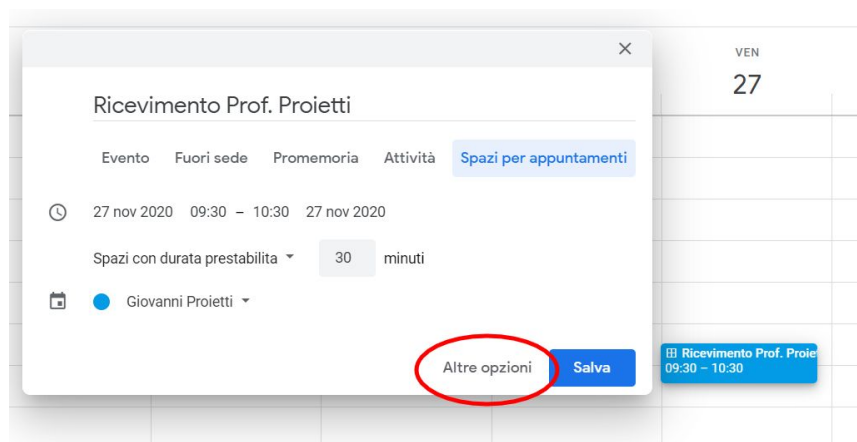 VEN
27
Ricevimento Prof. Proietti
Evento Fuori sede Promemoria Attività Spazi per appuntamenti
27 nov 2020 09:30 – 10:30 27 nov 2020
Spazi con durata prestabilita 30 minuti
Giovanni Proietti
Altre opzioni Salva
Ricevimento Prof. Proie
09:30 – 10:30